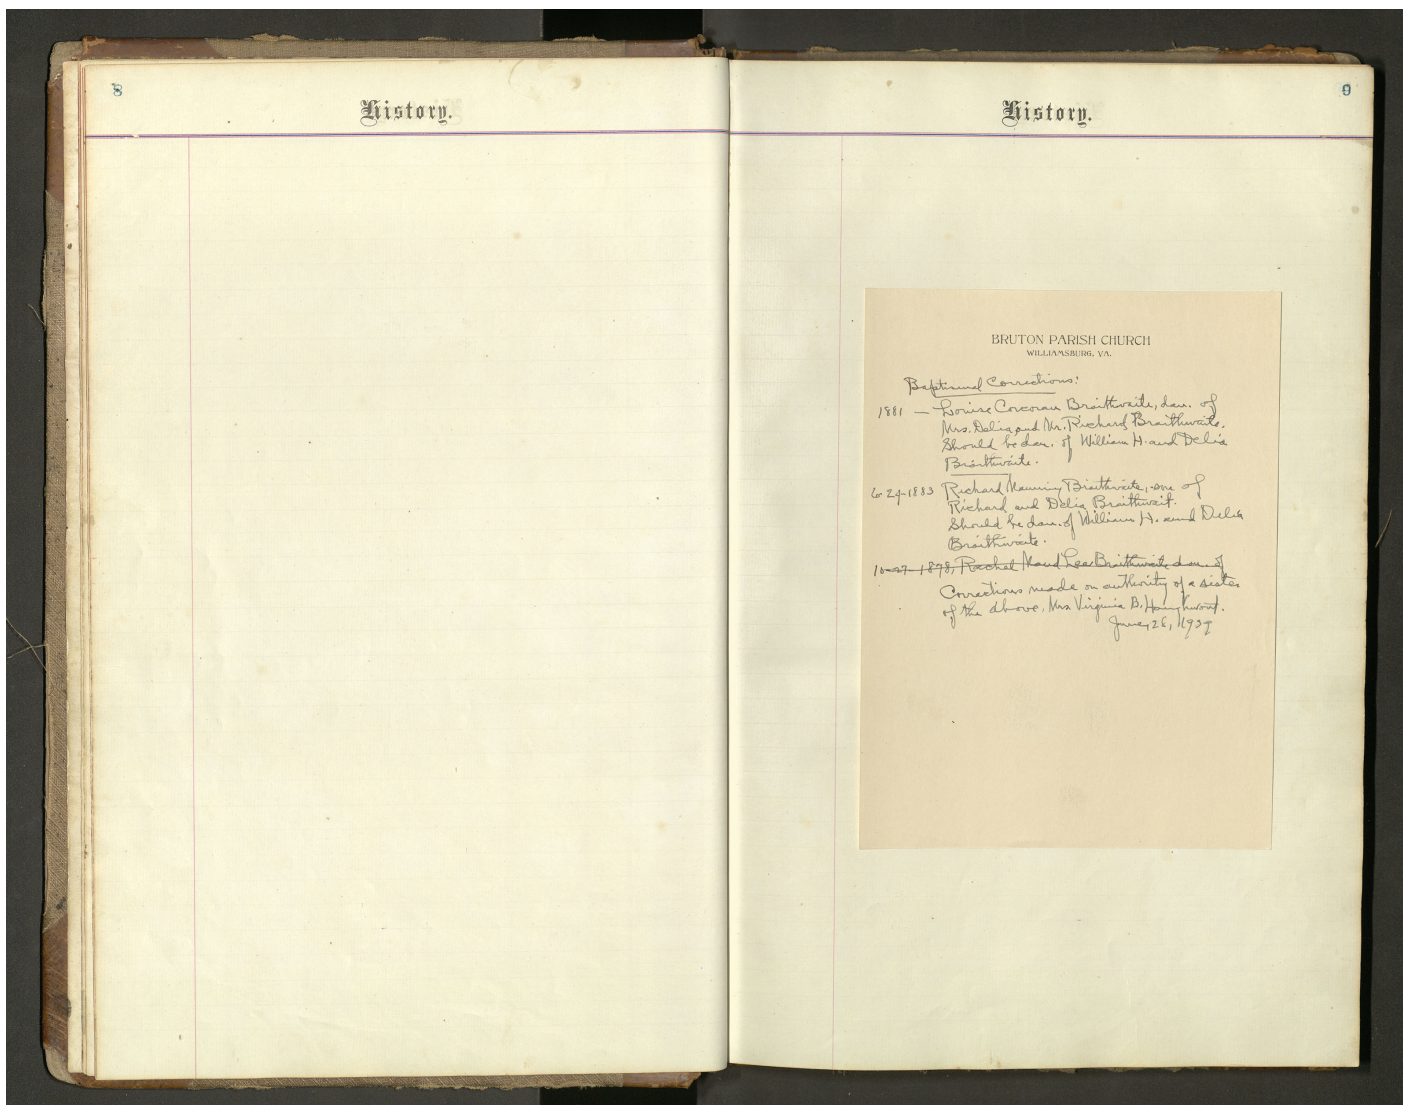 8
History.
History.
9
BRUTON PARISH CHURCH
WILLIAMSBURG, VA.
Baptismal Corrections:
1881 — Louise Corcoran Braithwaite, dau. of
Mrs. Delia and Mr. Richard Braithwaite.
Should be dau. of William H. and Delia
Braithwaite.
6-24-1883 Richard Manning Braithwaite, son of
Richard and Delia Braithwait.
Should be dau. of William H. and Delia
Braithwaite.
10-27-1878, Rachel Maud Lee Braithwaite dau. of
Corrections made on authority of a sister
of the above, Mrs Virginia B.
June 28, 1939